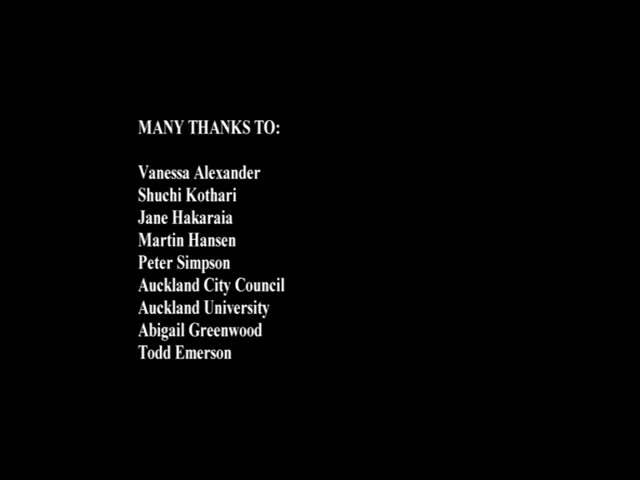 MANY THANKS TO:
Vanessa Alexander
Shuchi Kothari
Jane Hakaraia
Martin Hansen
Peter Simpson
Auckland City Council
Auckland University
Abigail Greenwood
Todd Emerson